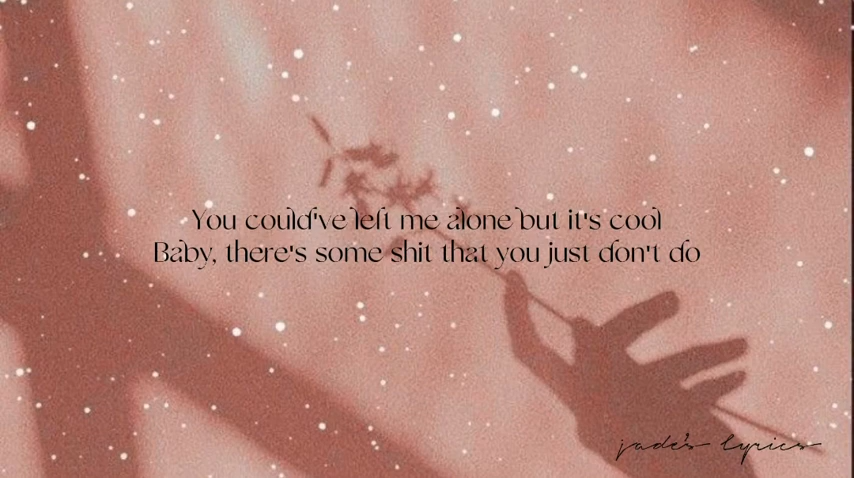 You could've left me alone but it's cool
Baby, there's some shit that you just don't do
jade's lyrics